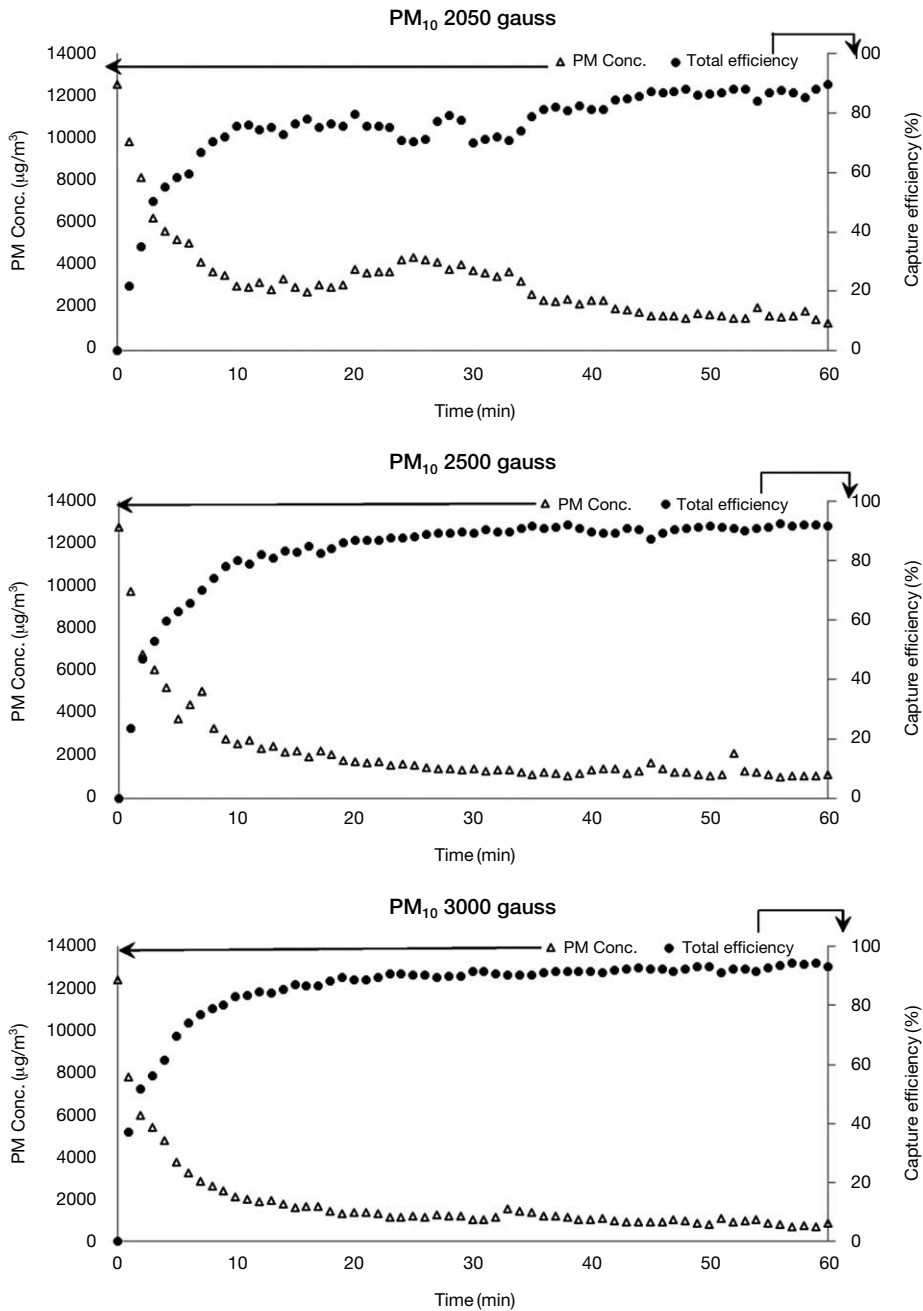 PM₁₀ 2050 gauss
PM Conc. Total efficiency
PM Conc. (µg/m³)
14000
12000
10000
8000
6000
4000
2000
0
100
80
60
40
20
0
Capture efficiency (%)
0 10 20 30 40 50 60
Time (min)
PM₁₀ 2500 gauss
PM Conc. Total efficiency
PM Conc. (µg/m³)
14000
12000
10000
8000
6000
4000
2000
0
100
80
60
40
20
0
Capture efficiency (%)
0 10 20 30 40 50 60
Time (min)
PM₁₀ 3000 gauss
PM Conc. Total efficiency
PM Conc. (µg/m³)
14000
12000
10000
8000
6000
4000
2000
0
100
80
60
40
20
0
Capture efficiency (%)
0 10 20 30 40 50 60
Time (min)